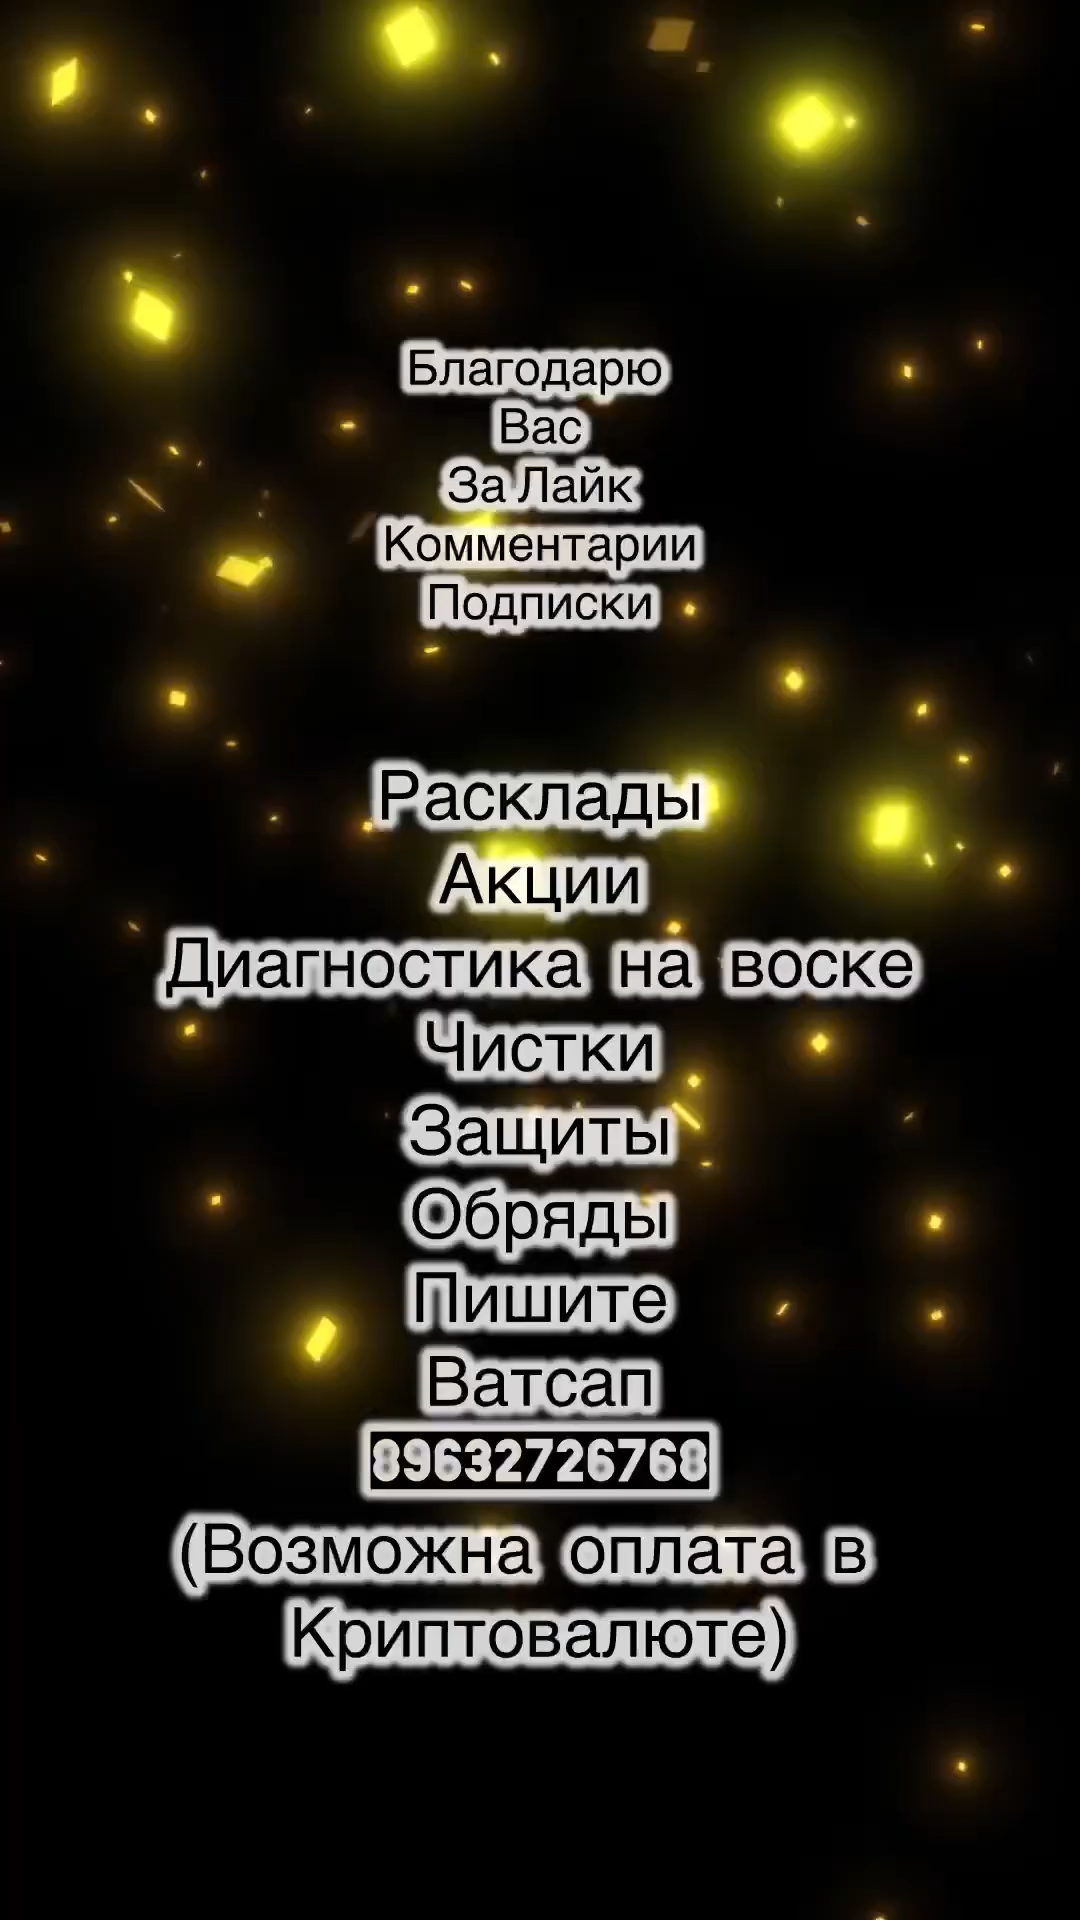 Благодарю
Вас
За Лайк
Комментарии
Подписки
Расклады
Акции
Диагностика на воске
Чистки
Защиты
Обряды
Пишите
Ватсап
89632726768
(Возможна оплата в
Криптовалюте)